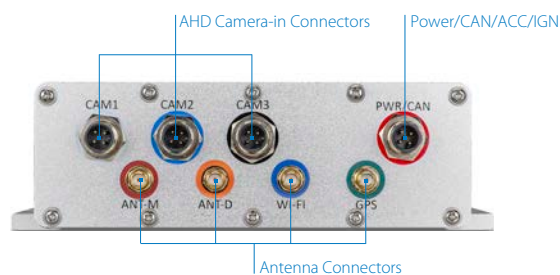 AHD Camera-in Connectors
Power/CAN/ACC/IGN
CAM1
CAM2
CAM3
PWR/CAN
ANT-M
ANT-D
WI-FI
GPS
Antenna Connectors